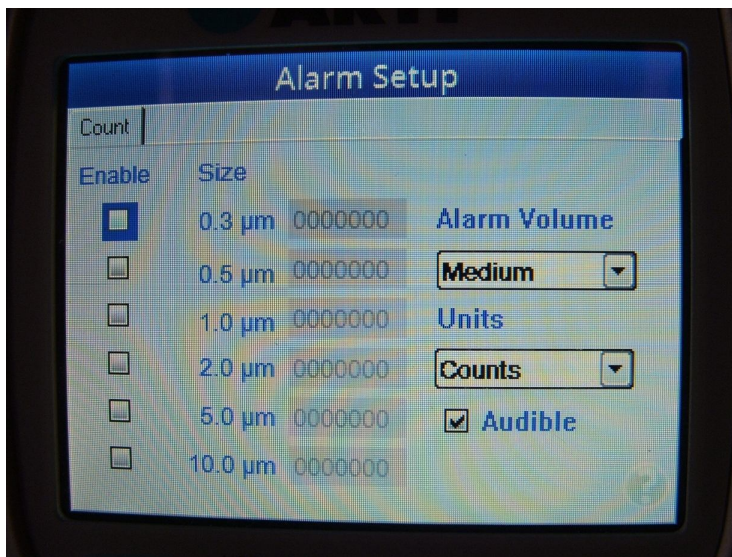 Alarm Setup
Count
Enable Size
0.3 µm 0000000 Alarm Volume
0.5 µm 0000000 Medium
1.0 µm 0000000 Units
2.0 µm 0000000 Counts
5.0 µm 0000000 Audible
10.0 µm 0000000
?